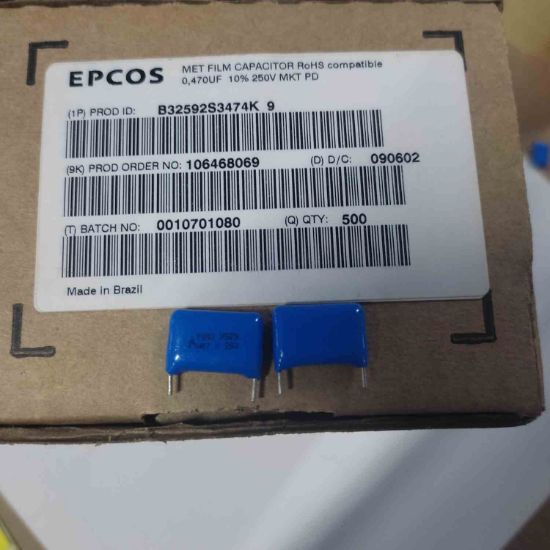 EPCOS
MET FILM CAPACITOR RoHS compatible
0,470UF 10% 250V MKT PD
(1P) PROD ID: B32592S3474K 9
(9K) PROD ORDER NO: 106468069 (D) D/C: 090602
(T) BATCH NO: 0010701080 (Q) QTY: 500
Made in Brazil